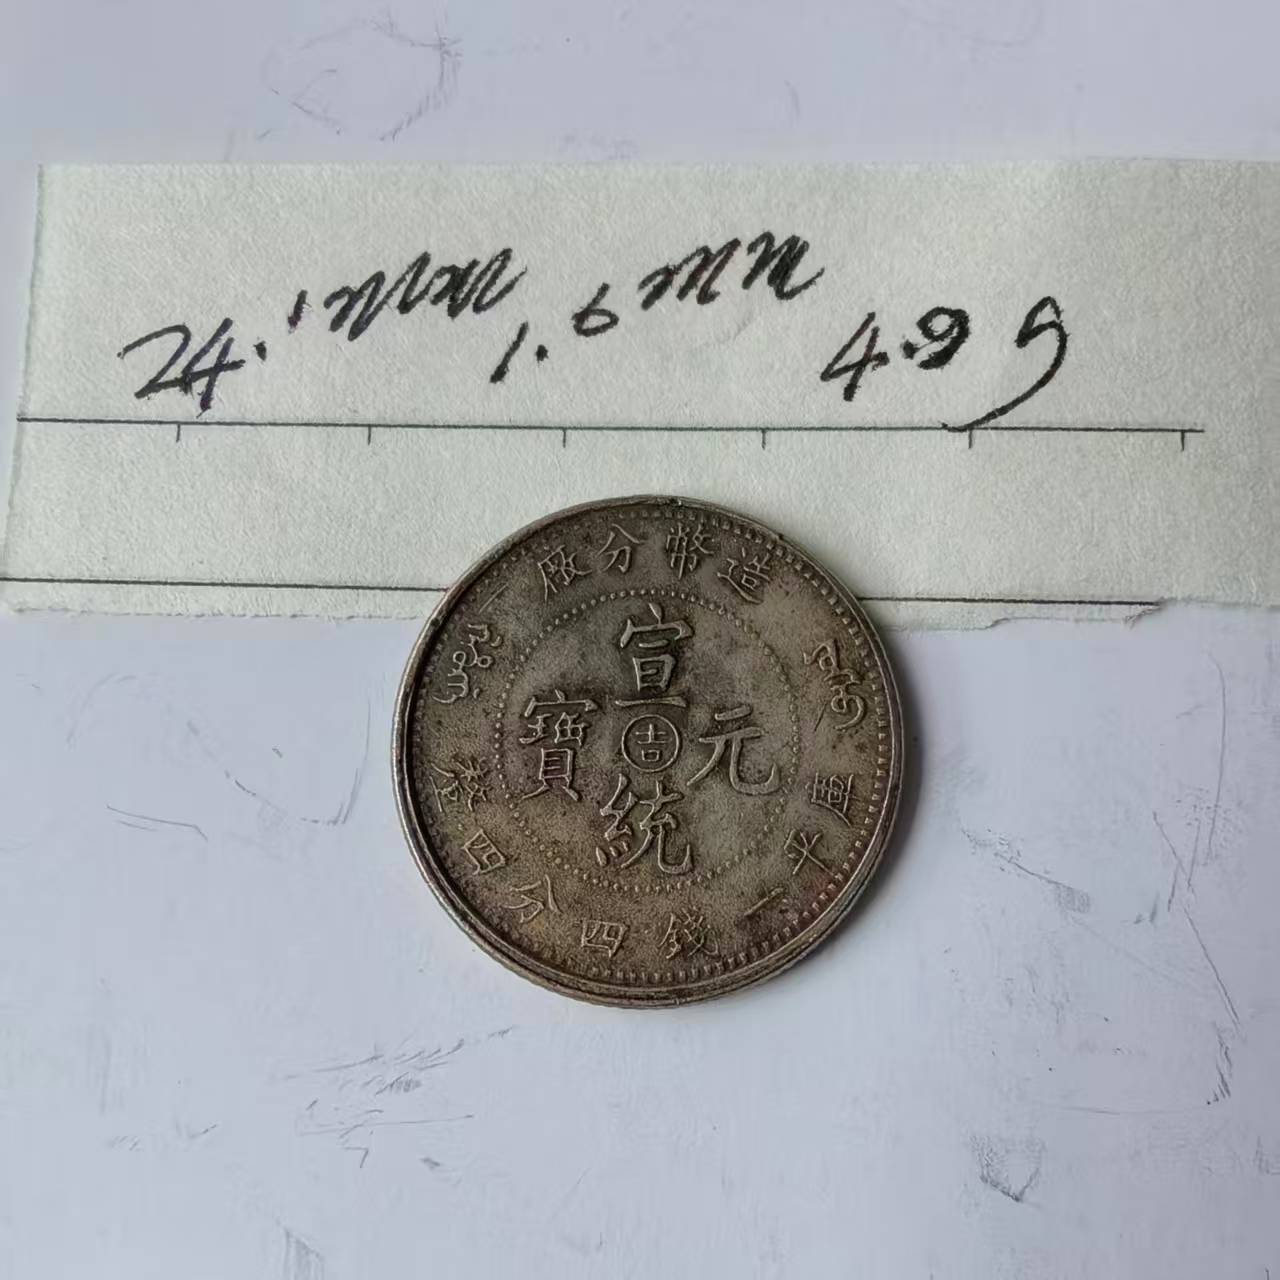 24.1mm 1.6mm 4.9g
造幣分廠一
宣統元寶
吉
庫平一錢四分四釐